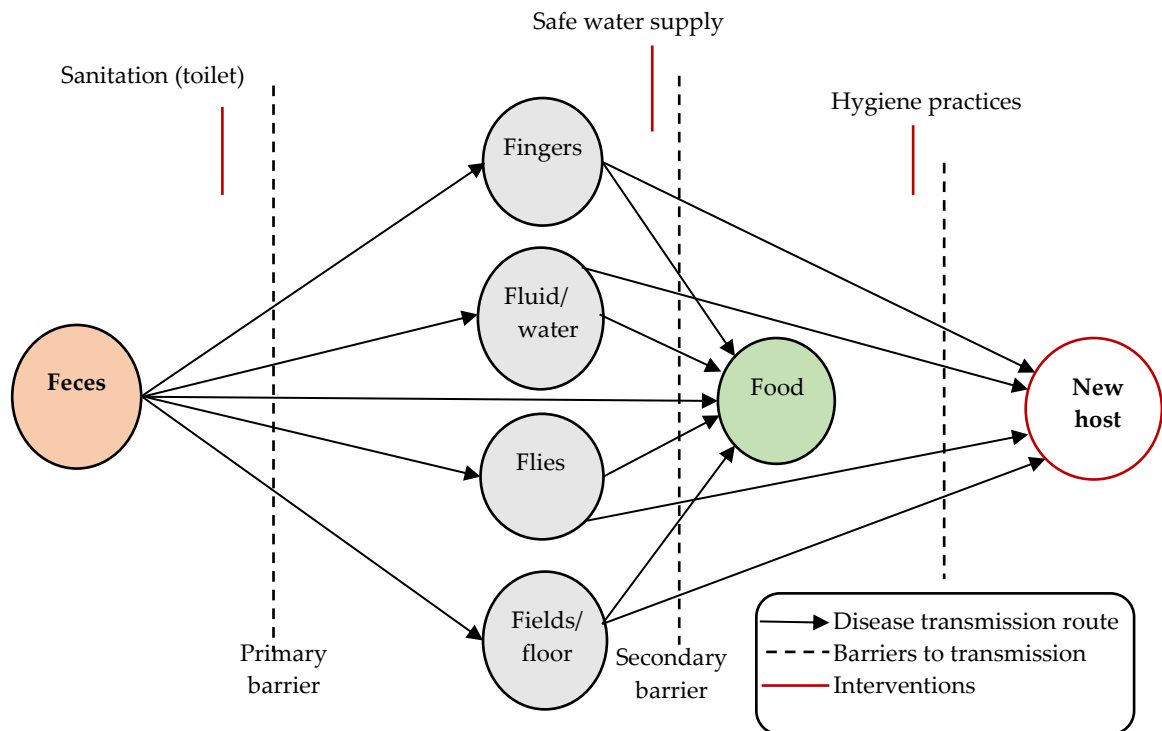 Safe water supply
Sanitation (toilet)
Hygiene practices
Fingers
Fluid/
water
Feces
Food
New
host
Flies
Fields/
floor
Primary
barrier
Secondary
barrier
Disease transmission route
Barriers to transmission
Interventions